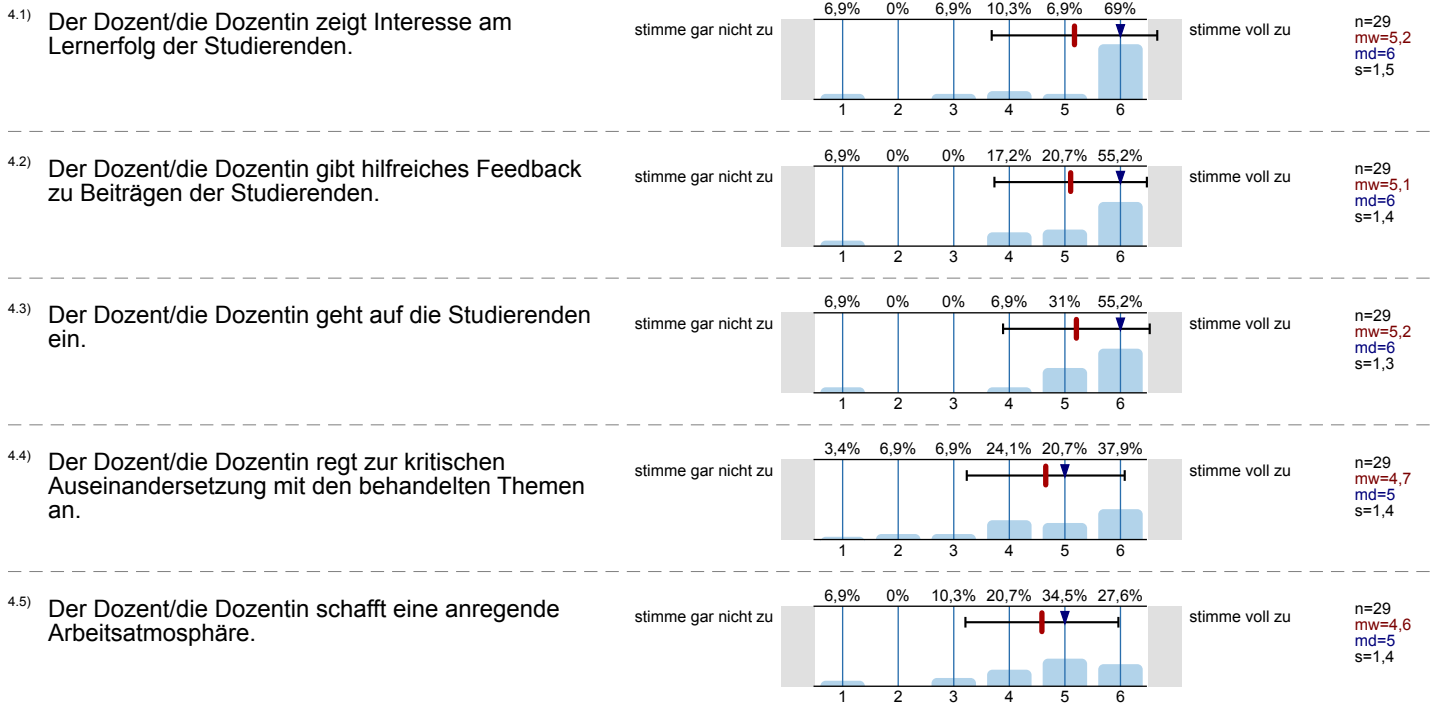 4.1) Der Dozent/die Dozentin zeigt Interesse am
Lernerfolg der Studierenden.
stimme gar nicht zu
6,9% 0% 6,9% 10,3% 6,9% 69%
1 2 3 4 5 6
stimme voll zu
n=29
mw=5,2
md=6
s=1,5
4.2) Der Dozent/die Dozentin gibt hilfreiches Feedback
zu Beiträgen der Studierenden.
stimme gar nicht zu
6,9% 0% 0% 17,2% 20,7% 55,2%
1 2 3 4 5 6
stimme voll zu
n=29
mw=5,1
md=6
s=1,4
4.3) Der Dozent/die Dozentin geht auf die Studierenden
ein.
stimme gar nicht zu
6,9% 0% 0% 6,9% 31% 55,2%
1 2 3 4 5 6
stimme voll zu
n=29
mw=5,2
md=6
s=1,3
4.4) Der Dozent/die Dozentin regt zur kritischen
Auseinandersetzung mit den behandelten Themen
an.
stimme gar nicht zu
3,4% 6,9% 6,9% 24,1% 20,7% 37,9%
1 2 3 4 5 6
stimme voll zu
n=29
mw=4,7
md=5
s=1,4
4.5) Der Dozent/die Dozentin schafft eine anregende
Arbeitsatmosphäre.
stimme gar nicht zu
6,9% 0% 10,3% 20,7% 34,5% 27,6%
1 2 3 4 5 6
stimme voll zu
n=29
mw=4,6
md=5
s=1,4